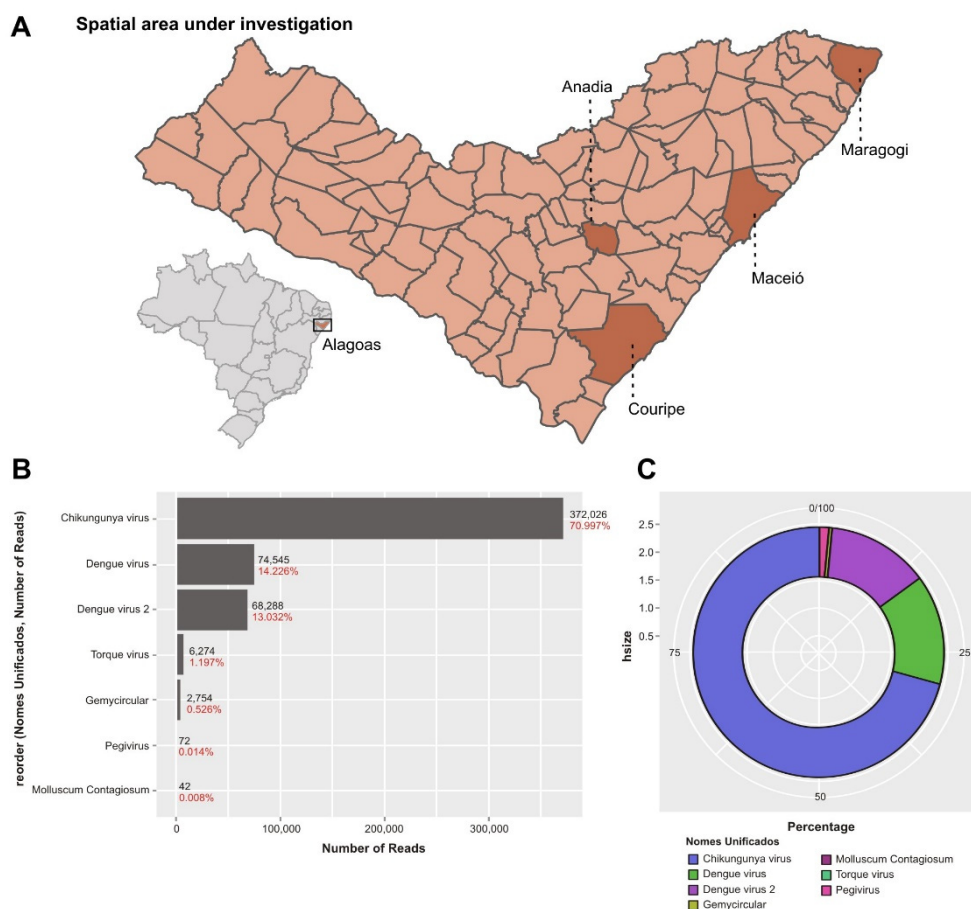 A
Spatial area under investigation
Anadia
Maragogi
Maceió
Alagoas
Couripe
B
reorder (Nomes Unificados, Number of Reads)
Chikungunya virus
372,026
70.997%
Dengue virus
74,545
14.226%
Dengue virus 2
68,288
13.032%
Torque virus
6,274
1.197%
Gemycircular
2,754
0.526%
Pegivirus
72
0.014%
Molluscum Contagiosum
42
0.008%
0
100,000
200,000
300,000
Number of Reads
C
hsize
2.5
2.0
1.5
1.0
0.5
0/100
25
50
75
Percentage
Nomes Unificados
Chikungunya virus
Dengue virus
Dengue virus 2
Gemycircular
Molluscum Contagiosum
Torque virus
Pegivirus